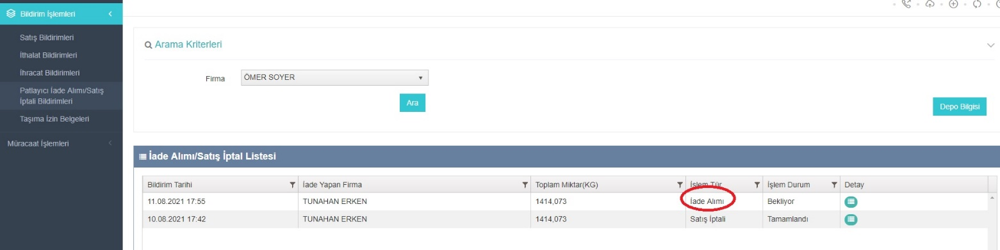 Bildirim İşlemleri
Satış Bildirimleri
İthalat Bildirimleri
İhracat Bildirimleri
Patlayıcı İade Alımı/Satış
İptali Bildirimleri
Taşıma İzin Belgeleri
Müracaat İşlemleri
Arama Kriterleri
Firma
ÖMER SOYER
Ara
Depo Bilgisi
İade Alımı/Satış İptal Listesi
Bildirim Tarihi İade Yapan Firma Toplam Miktar(KG) İşlem Tür İşlem Durum Detay
11.08.2021 17:55 TUNAHAN ERKEN 1414,073 İade Alımı Bekliyor
10.08.2021 17:42 TUNAHAN ERKEN 1414,073 Satış İptali Tamamlandı